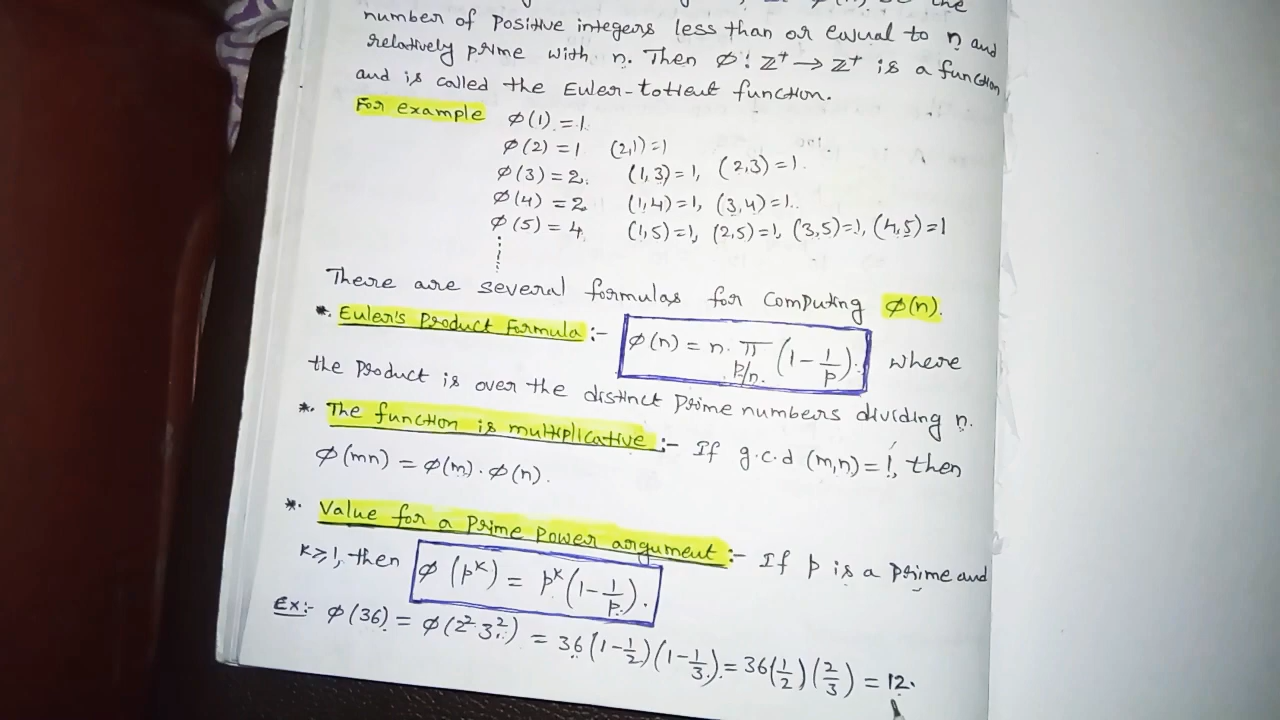 the
number of positive integers less than or ewual to n and
relatively prime with n. Then φ : Z⁺ → Z⁺ is a function
and is called the Euler-totient function.
For example φ(1) = 1.
φ(2) = 1 (2,1)=1
φ(3) = 2. (1,3)=1, (2,3)=1.
φ(4) = 2 (1,4)=1, (3,4)=1.
φ(5) = 4 (1,5)=1, (2,5)=1, (3,5)=1, (4,5)=1
There are several formulas for computing φ(n).
*. Euler's Product formula :- φ(n) = n. π p/n. (1 - 1/p). where
the product is over the distinct prime numbers dividing n.
*. The function is multiplicative :- If g.c.d (m,n)=1, then
φ(mn) = φ(m). φ(n).
*. Value for a prime power argument :- If p is a prime and
k≥1, then φ(pᵏ) = pᵏ(1 - 1/p).
Ex:- φ(36) = φ(2² 3²) = 36(1-1/2)(1-1/3) = 36(1/2)(2/3) = 12.